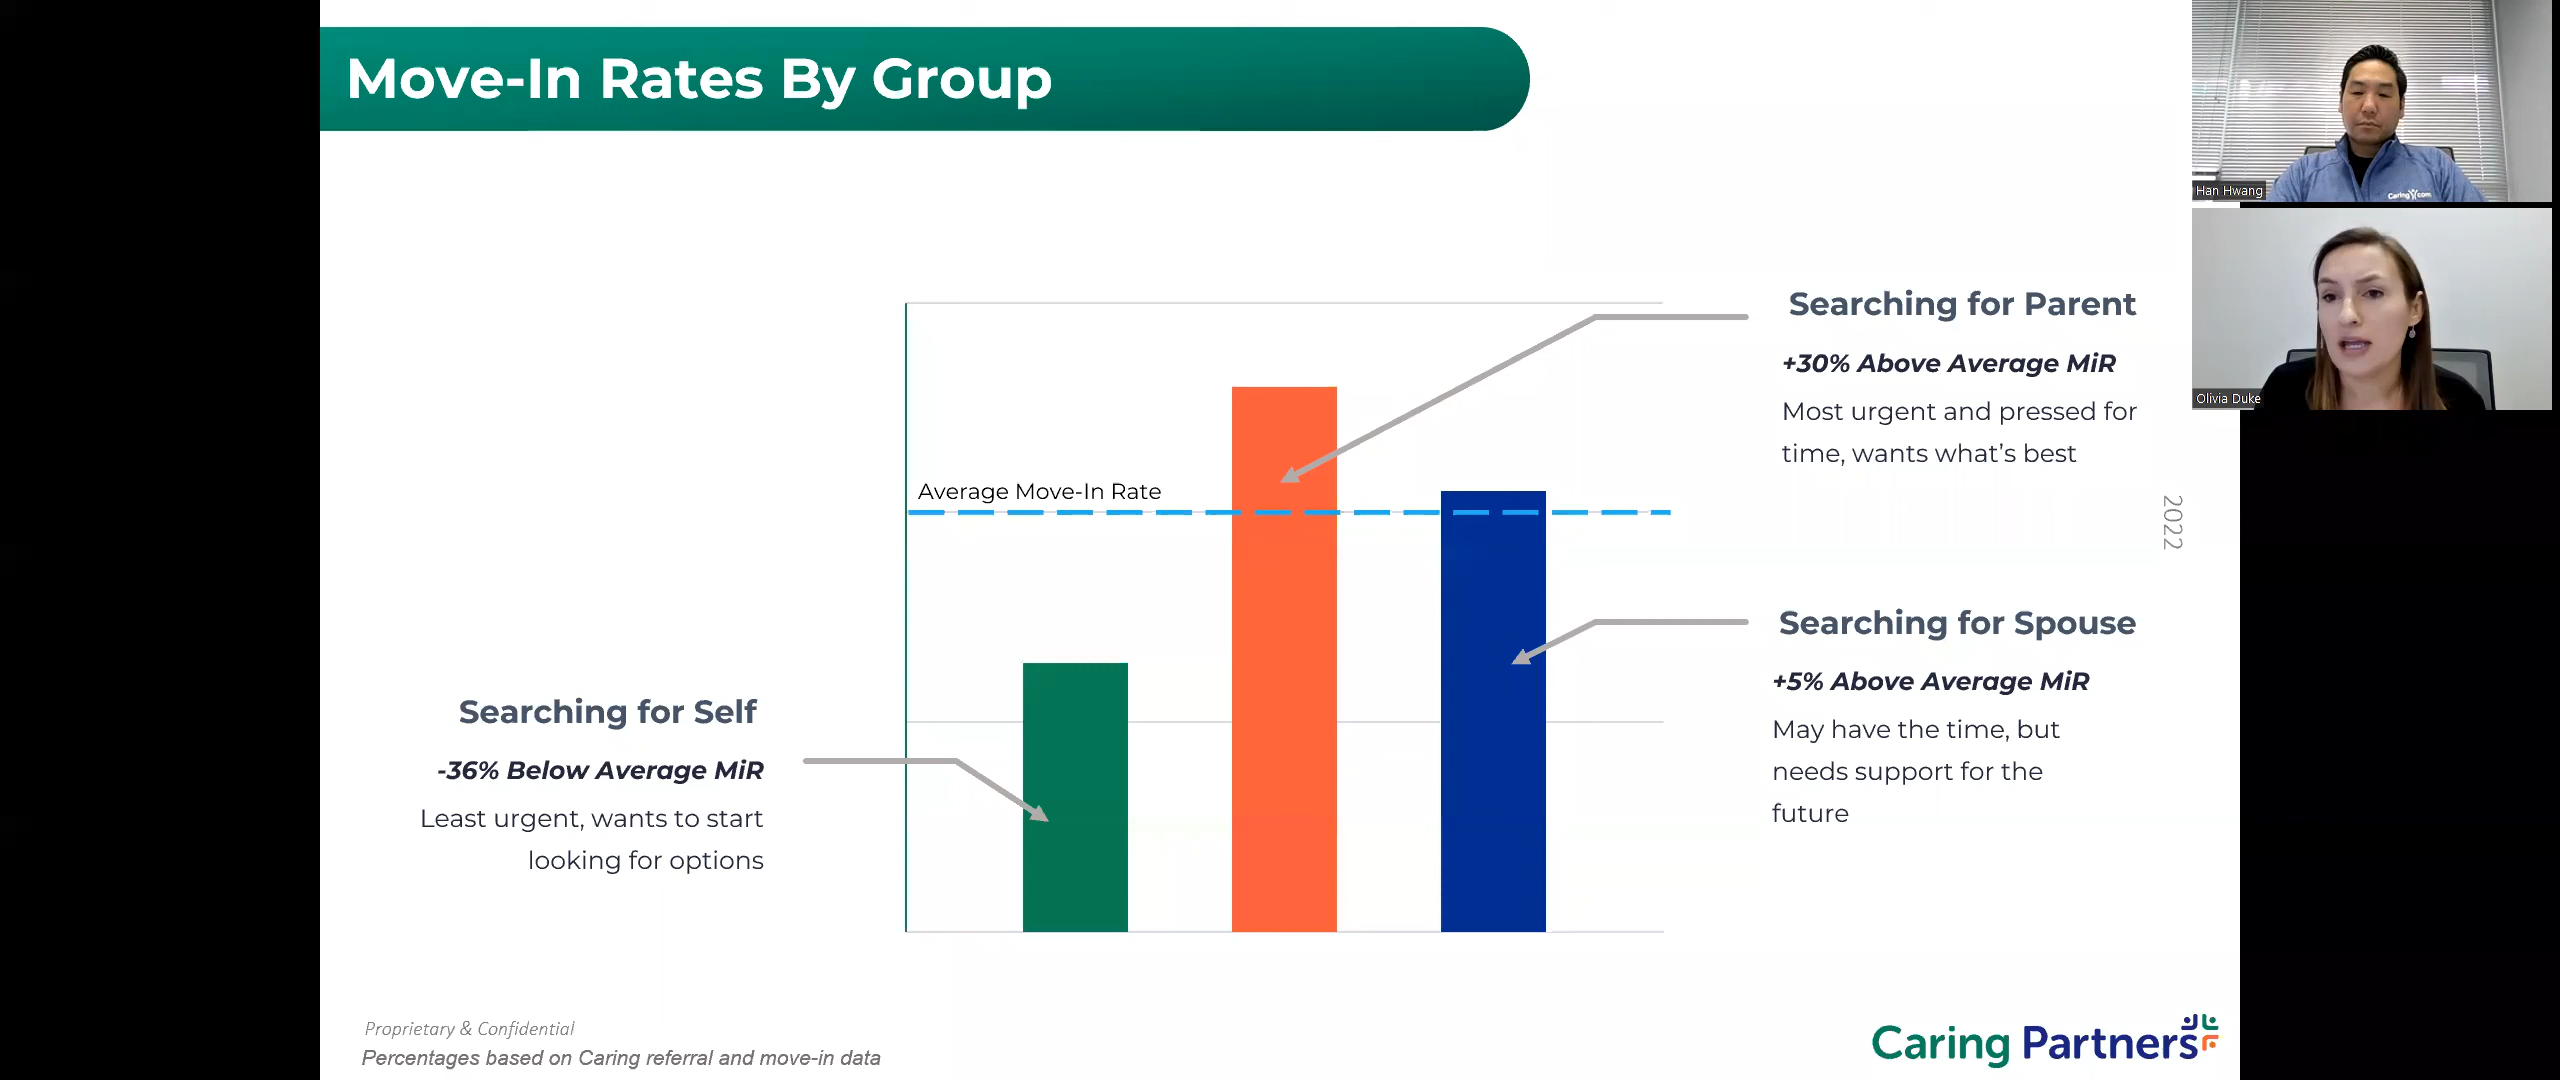 Move-In Rates By Group
Han Hwang
Caring.com
Olivia Duke
Searching for Parent
+30% Above Average MiR
Most urgent and pressed for
time, wants what’s best
Average Move-In Rate
2022
Searching for Spouse
+5% Above Average MiR
May have the time, but
needs support for the
future
Searching for Self
-36% Below Average MiR
Least urgent, wants to start
looking for options
Proprietary & Confidential
Percentages based on Caring referral and move-in data
Caring Partners